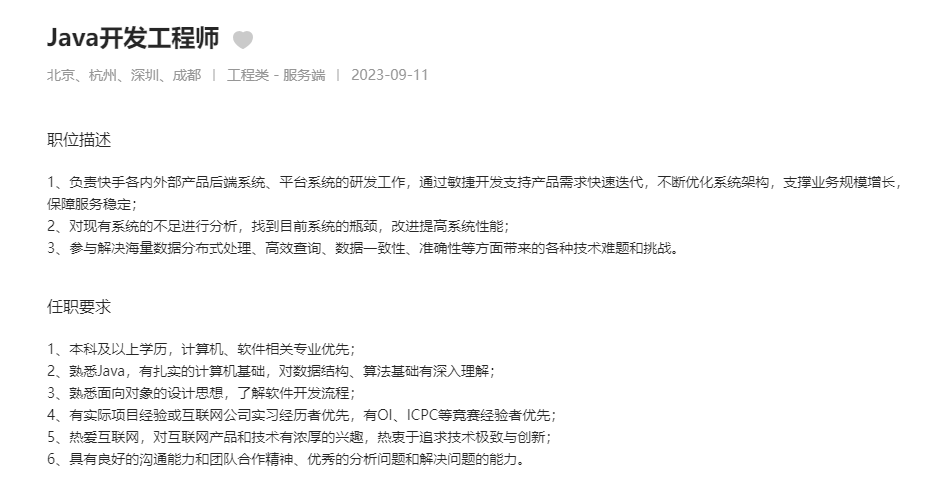 Java开发工程师
北京、杭州、深圳、成都 | 工程类 - 服务端 | 2023-09-11
职位描述
1、负责快手各内外部产品后端系统、平台系统的研发工作，通过敏捷开发支持产品需求快速迭代，不断优化系统架构，支撑业务规模增长，
保障服务稳定；
2、对现有系统的不足进行分析，找到目前系统的瓶颈，改进提高系统性能；
3、参与解决海量数据分布式处理、高效查询、数据一致性、准确性等方面带来的各种技术难题和挑战。
任职要求
1、本科及以上学历，计算机、软件相关专业优先；
2、熟悉Java，有扎实的计算机基础，对数据结构、算法基础有深入理解；
3、熟悉面向对象的设计思想，了解软件开发流程；
4、有实际项目经验或互联网公司实习经历者优先，有OI、ICPC等竞赛经验者优先；
5、热爱互联网，对互联网产品和技术有浓厚的兴趣，热衷于追求技术极致与创新；
6、具有良好的沟通能力和团队合作精神、优秀的分析问题和解决问题的能力。